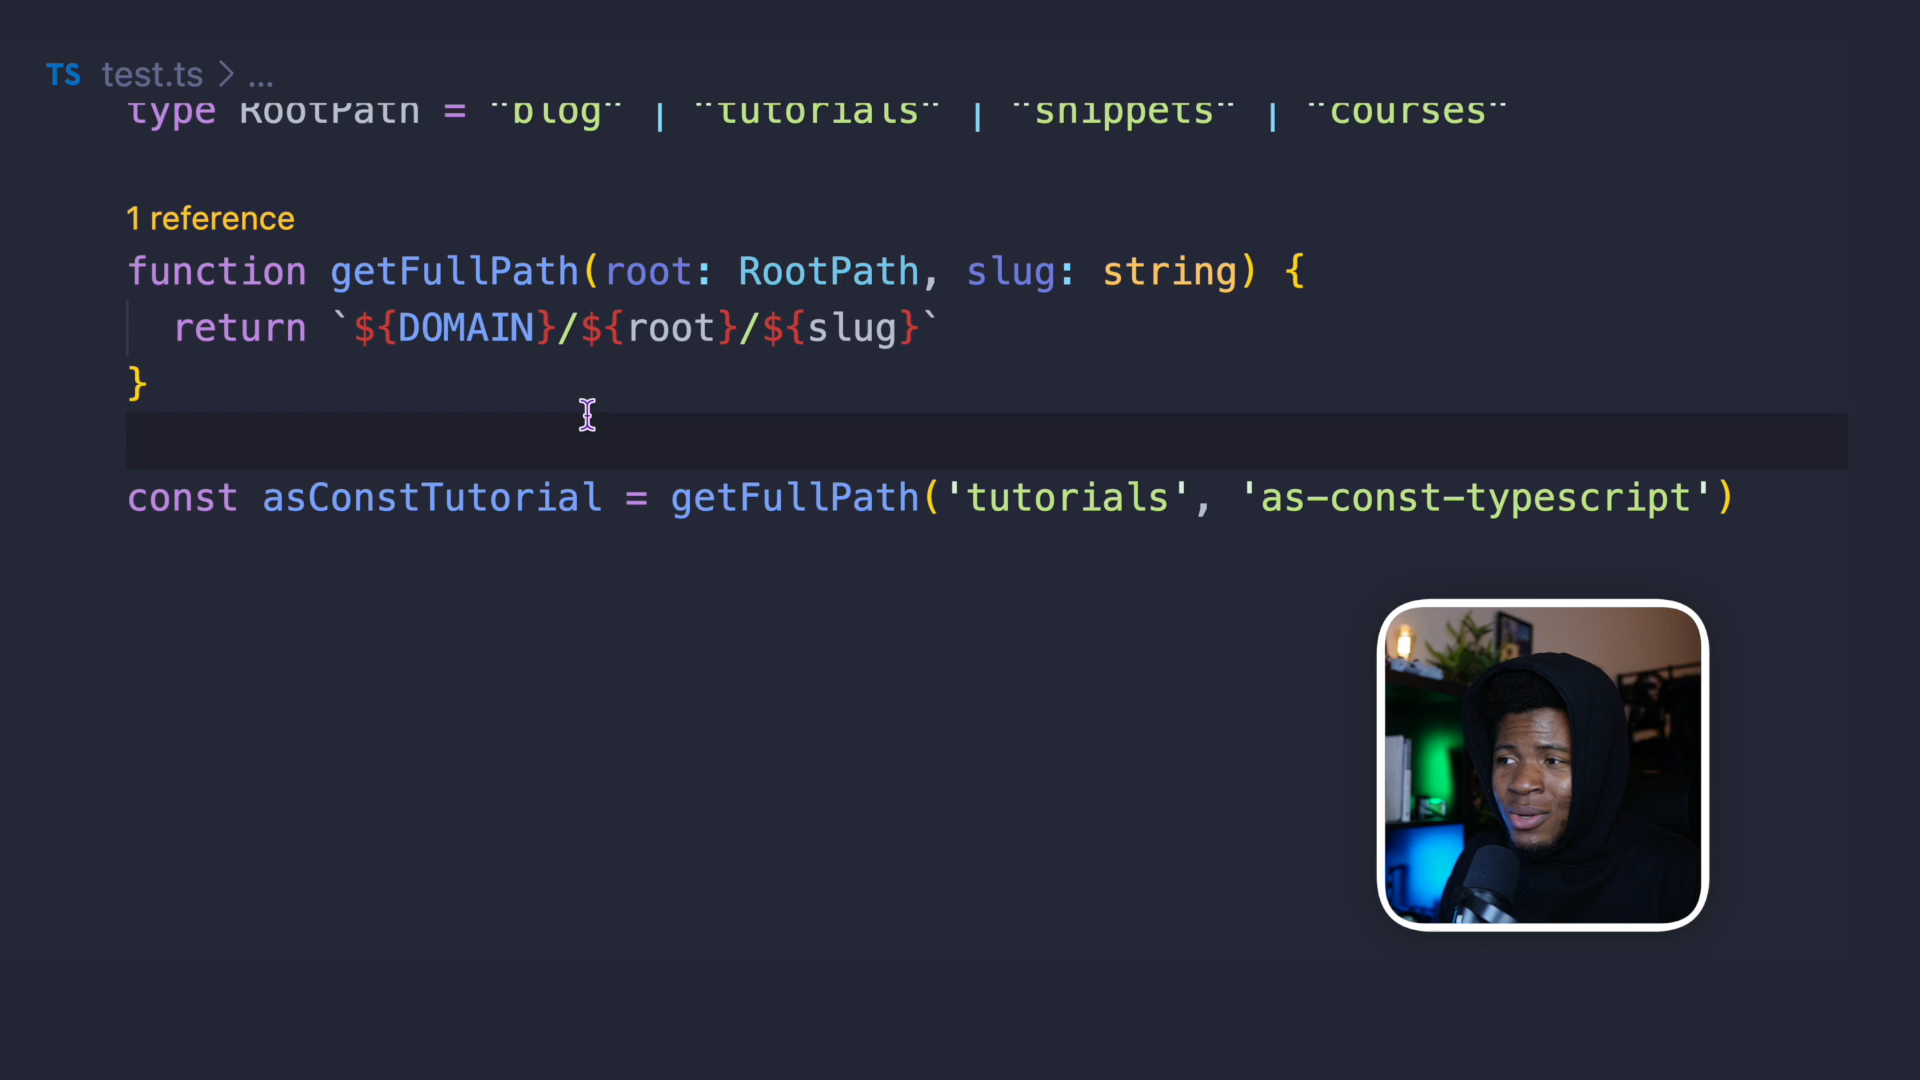 TS test.ts > ...
type RootPath = "blog" | "tutorials" | "snippets" | "courses"
1 reference
function getFullPath(root: RootPath, slug: string) {
return `${DOMAIN}/${root}/${slug}`
}
const asConstTutorial = getFullPath('tutorials', 'as-const-typescript')